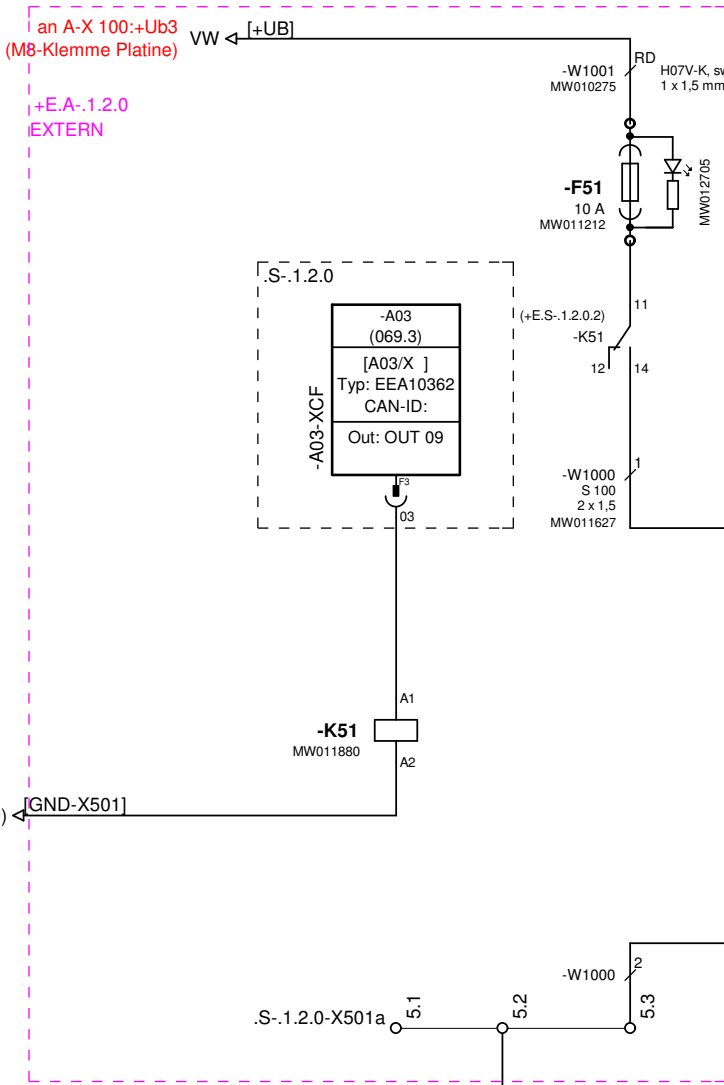 an A-X 100:+Ub3
(M8-Klemme Platine)
VW
[+UB]
-W1001
MW010275
RD
H07V-K, sw
1 x 1,5 mm
+E.A-.1.2.0
EXTERN
-F51
10 A
MW011212
MW012705
.S-.1.2.0
-A03
(069.3)
[A03/X ]
Typ: EEA10362
CAN-ID:
Out: OUT 09
-A03-XCF
F3
03
(+E.S-.1.2.0.2)
-K51
11
12
14
-W1000
S 100
2 x 1,5
MW011627
1
A1
-K51
MW011880
A2
)
[GND-X501]
-W1000
2
.S-.1.2.0-X501a
5.1
5.2
5.3